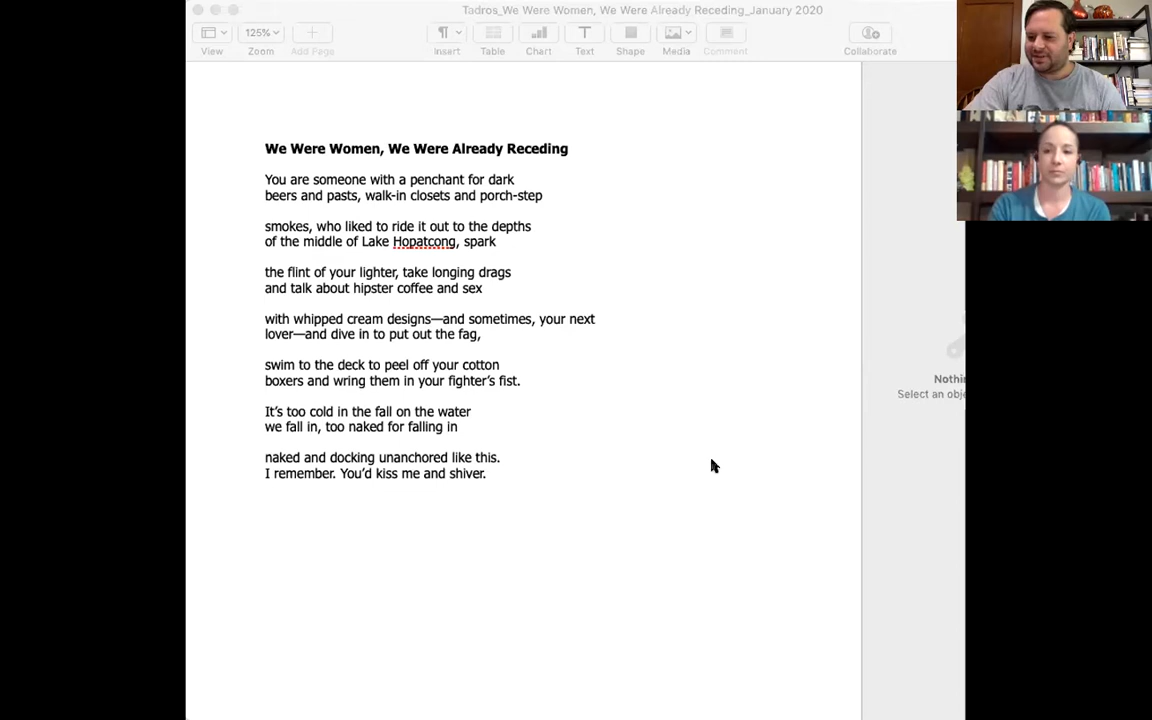 Tadros_We Were Women, We Were Already Receding_January 2020
125%
View
Zoom
Add Page
Insert
Table
Chart
Text
Shape
Media
Comment
Collaborate
We Were Women, We Were Already Receding
You are someone with a penchant for dark
beers and pasts, walk-in closets and porch-step
smokes, who liked to ride it out to the depths
of the middle of Lake Hopatcong, spark
the flint of your lighter, take longing drags
and talk about hipster coffee and sex
with whipped cream designs—and sometimes, your next
lover—and dive in to put out the fag,
swim to the deck to peel off your cotton
boxers and wring them in your fighter’s fist.
It’s too cold in the fall on the water
we fall in, too naked for falling in
naked and docking unanchored like this.
I remember. You’d kiss me and shiver.
Nothin
Select an obje